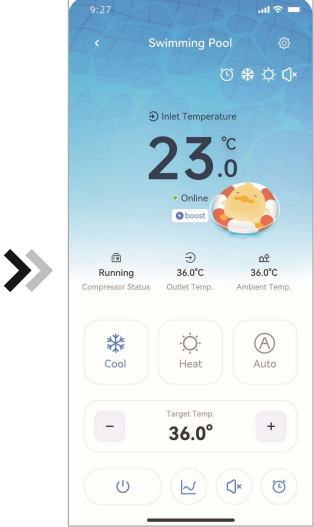 9:27
Swimming Pool
Inlet Temperature
23.0 °C
Online
boost
Running
36.0°C
36.0°C
Compressor Status
Outlet Temp.
Ambient Temp.
Cool
Heat
A
Auto
Target Temp.
−
36.0°
+